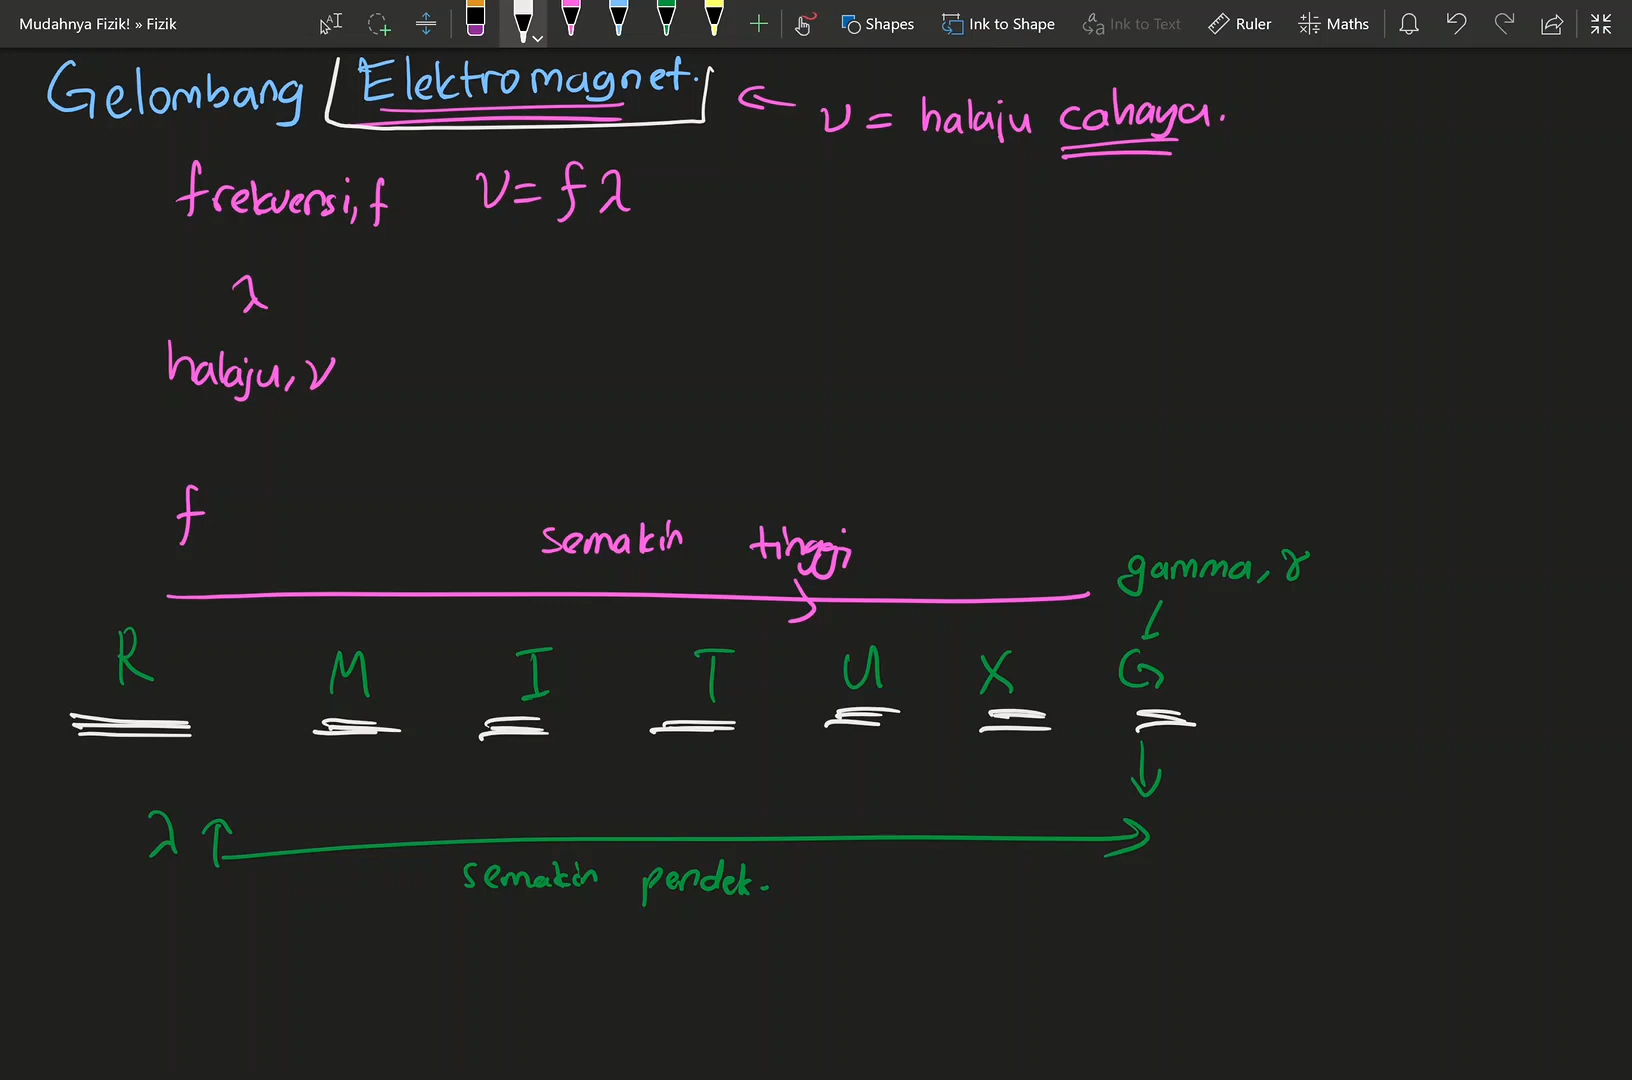 Mudahnya Fizik! » Fizik
Shapes Ink to Shape Ink to Text Ruler Maths
Gelombang Elektromagnet. v = halaju cahaya.
frekuensi, f v = f λ
λ
halaju, v
f
semakin tinggi
gamma, γ
R M I T U X G
λ
semakin pendek.